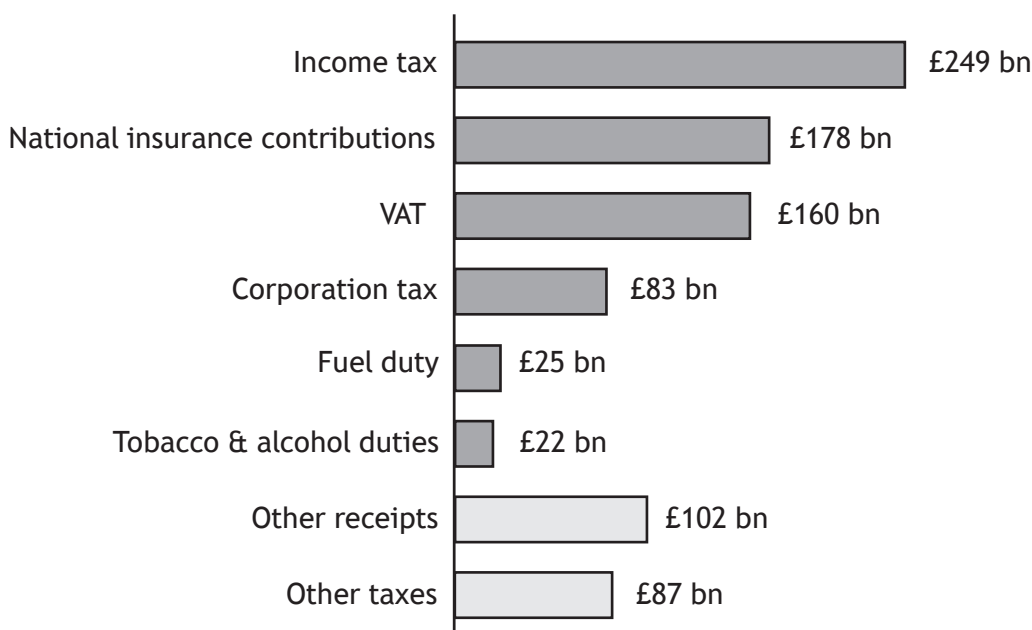 Income tax £249 bn
National insurance contributions £178 bn
VAT £160 bn
Corporation tax £83 bn
Fuel duty £25 bn
Tobacco & alcohol duties £22 bn
Other receipts £102 bn
Other taxes £87 bn